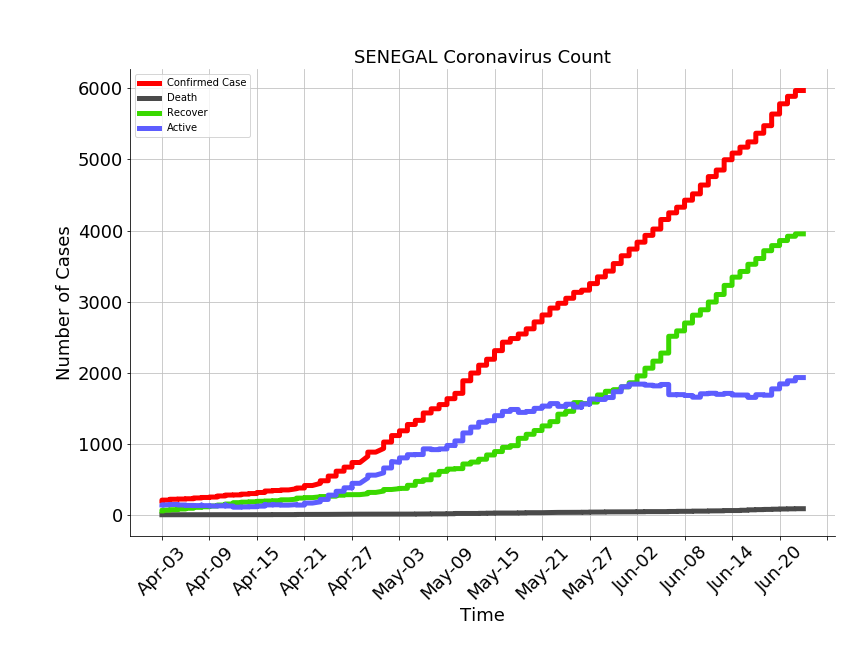 SENEGAL Coronavirus Count
Confirmed Case
Death
Recover
Active
Number of Cases
6000
5000
4000
3000
2000
1000
0
Apr-03
Apr-09
Apr-15
Apr-21
Apr-27
May-03
May-09
May-15
May-21
May-27
Jun-02
Jun-08
Jun-14
Jun-20
Time